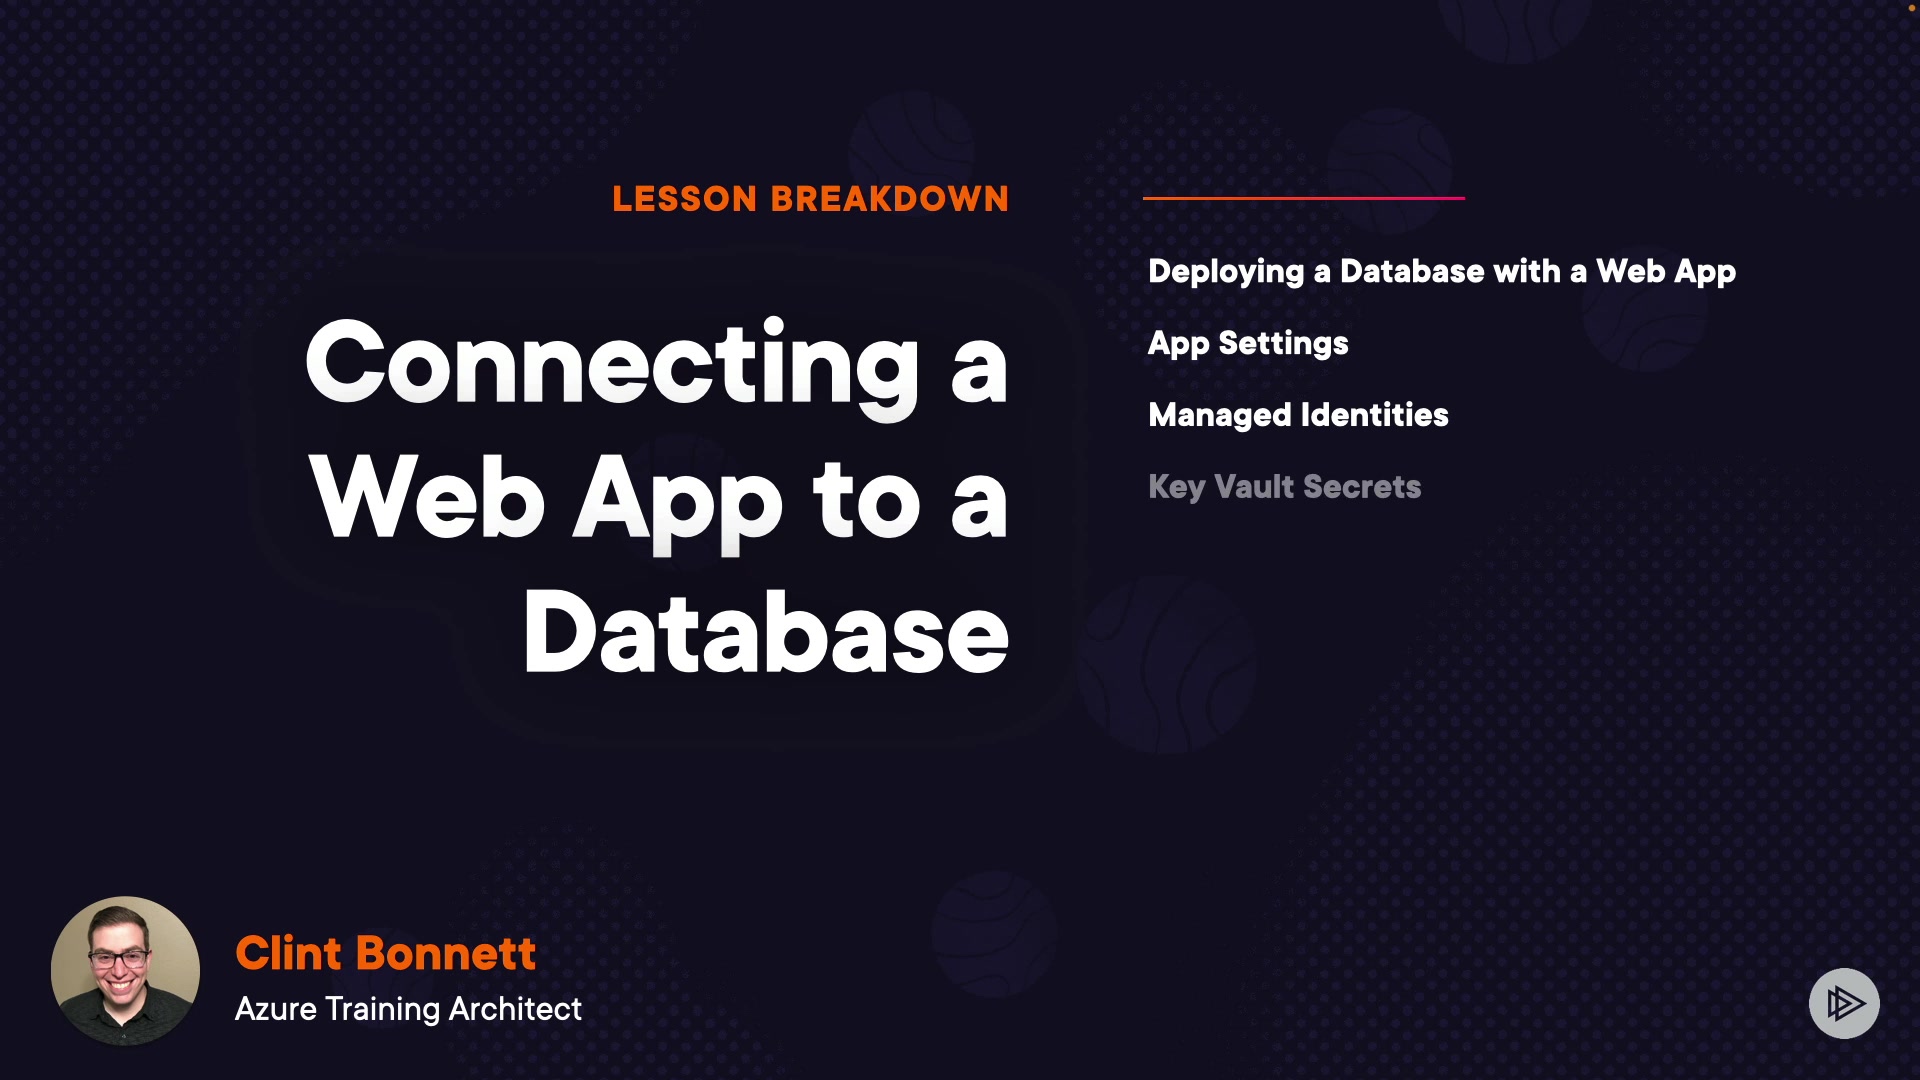 LESSON BREAKDOWN
Connecting a
Web App to a
Database
Deploying a Database with a Web App
App Settings
Managed Identities
Key Vault Secrets
Clint Bonnett
Azure Training Architect